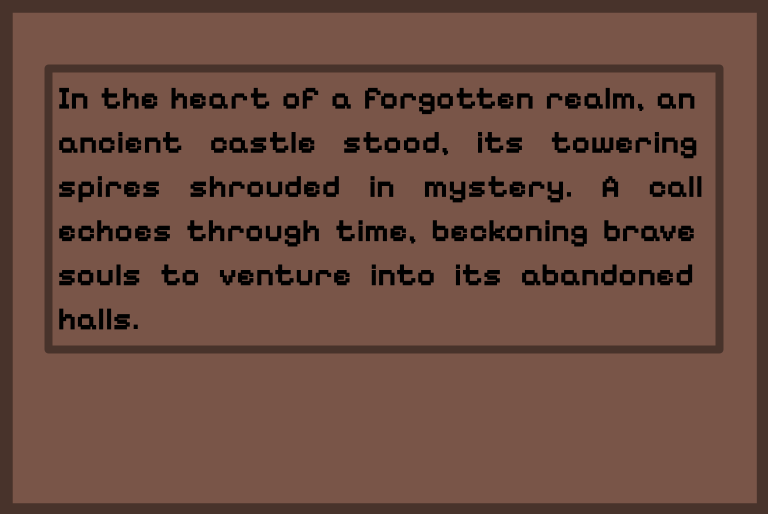 In the heart of a forgotten realm, an
ancient castle stood, its towering
spires shrouded in mystery. A call
echoes through time, beckoning brave
souls to venture into its abandoned
halls.